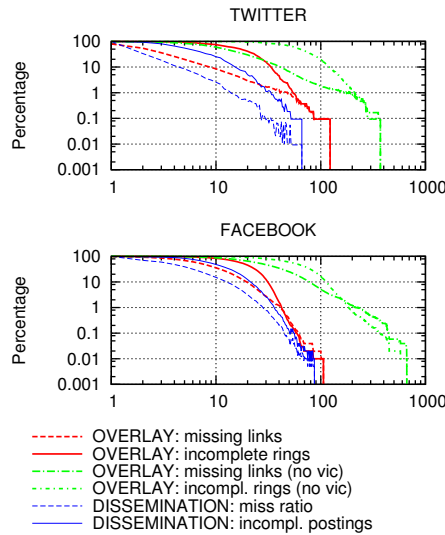 TWITTER
Percentage
100
10
1
0.1
0.01
0.001
1 10 100 1000
FACEBOOK
Percentage
100
10
1
0.1
0.01
0.001
1 10 100 1000
OVERLAY: missing links
OVERLAY: incomplete rings
OVERLAY: missing links (no vic)
OVERLAY: incompl. rings (no vic)
DISSEMINATION: miss ratio
DISSEMINATION: incompl. postings